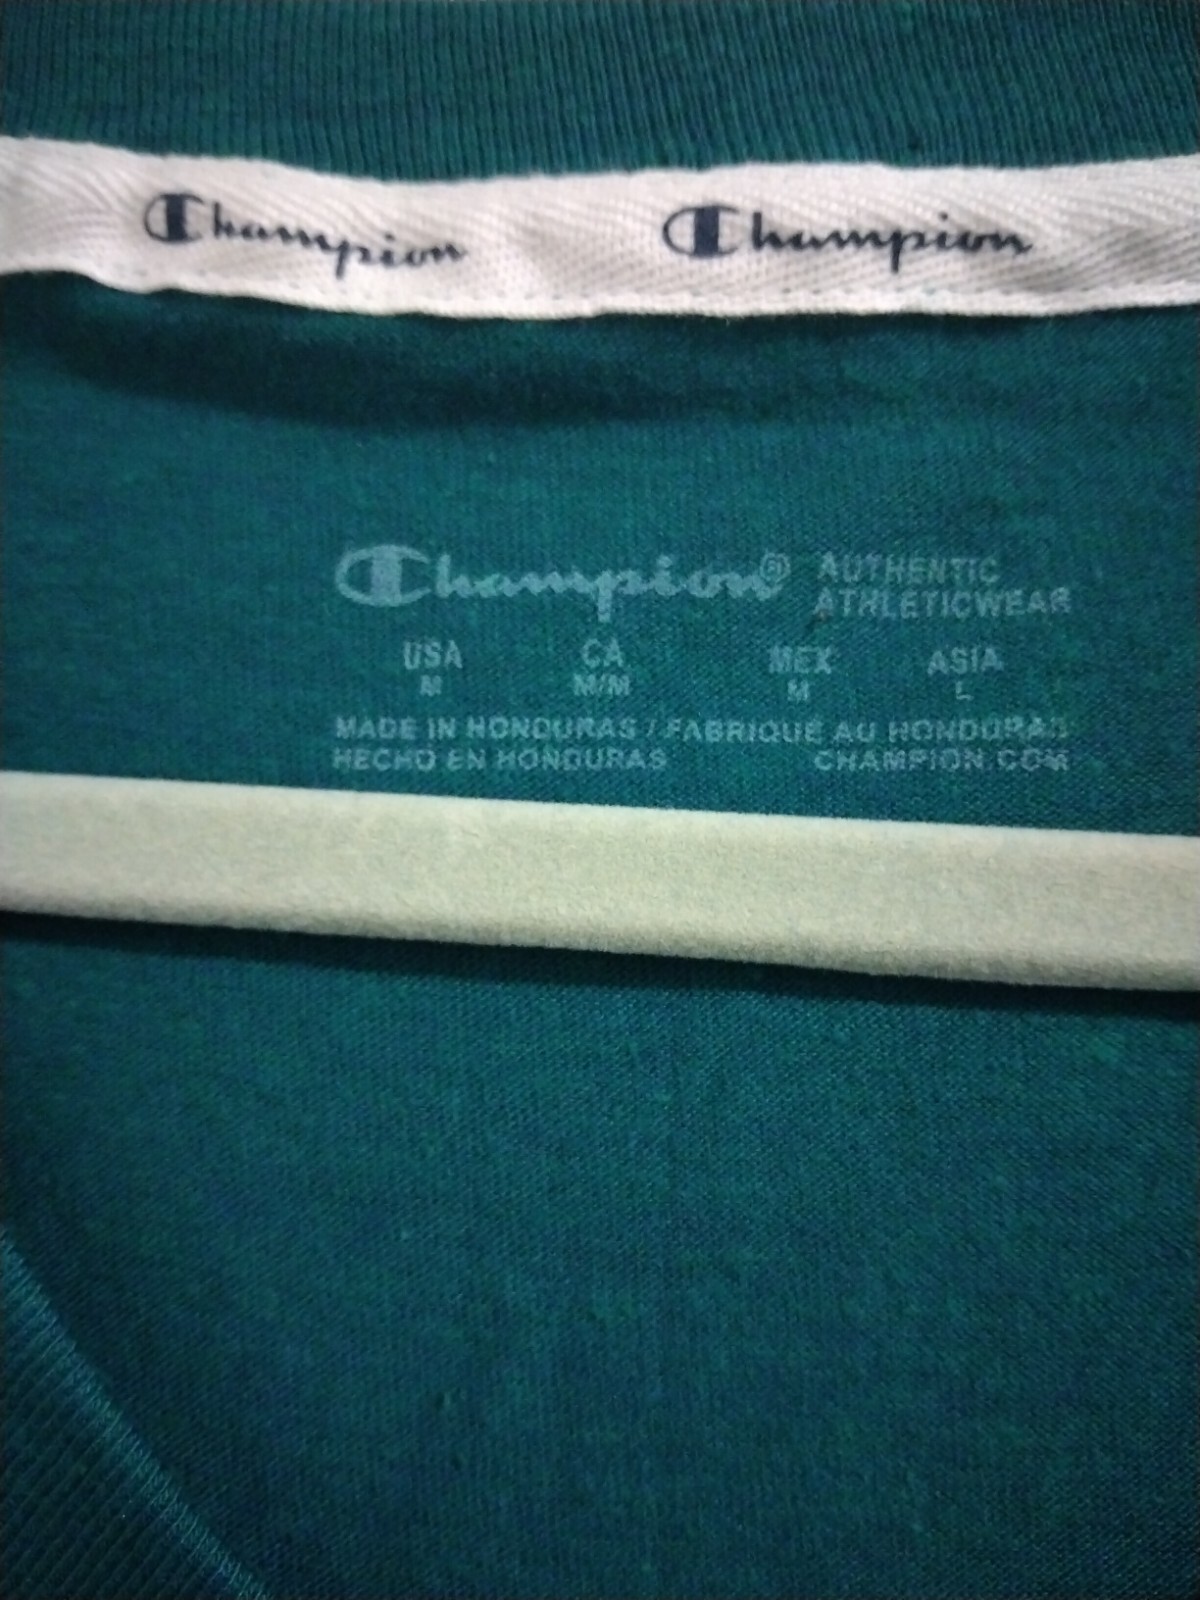 Champion Champion
Champion® AUTHENTIC
ATHLETICWEAR
USA CA MEX ASIA
M M/M M L
MADE IN HONDURAS / FABRIQUÉ AU HONDURAS
HECHO EN HONDURAS CHAMPION.COM